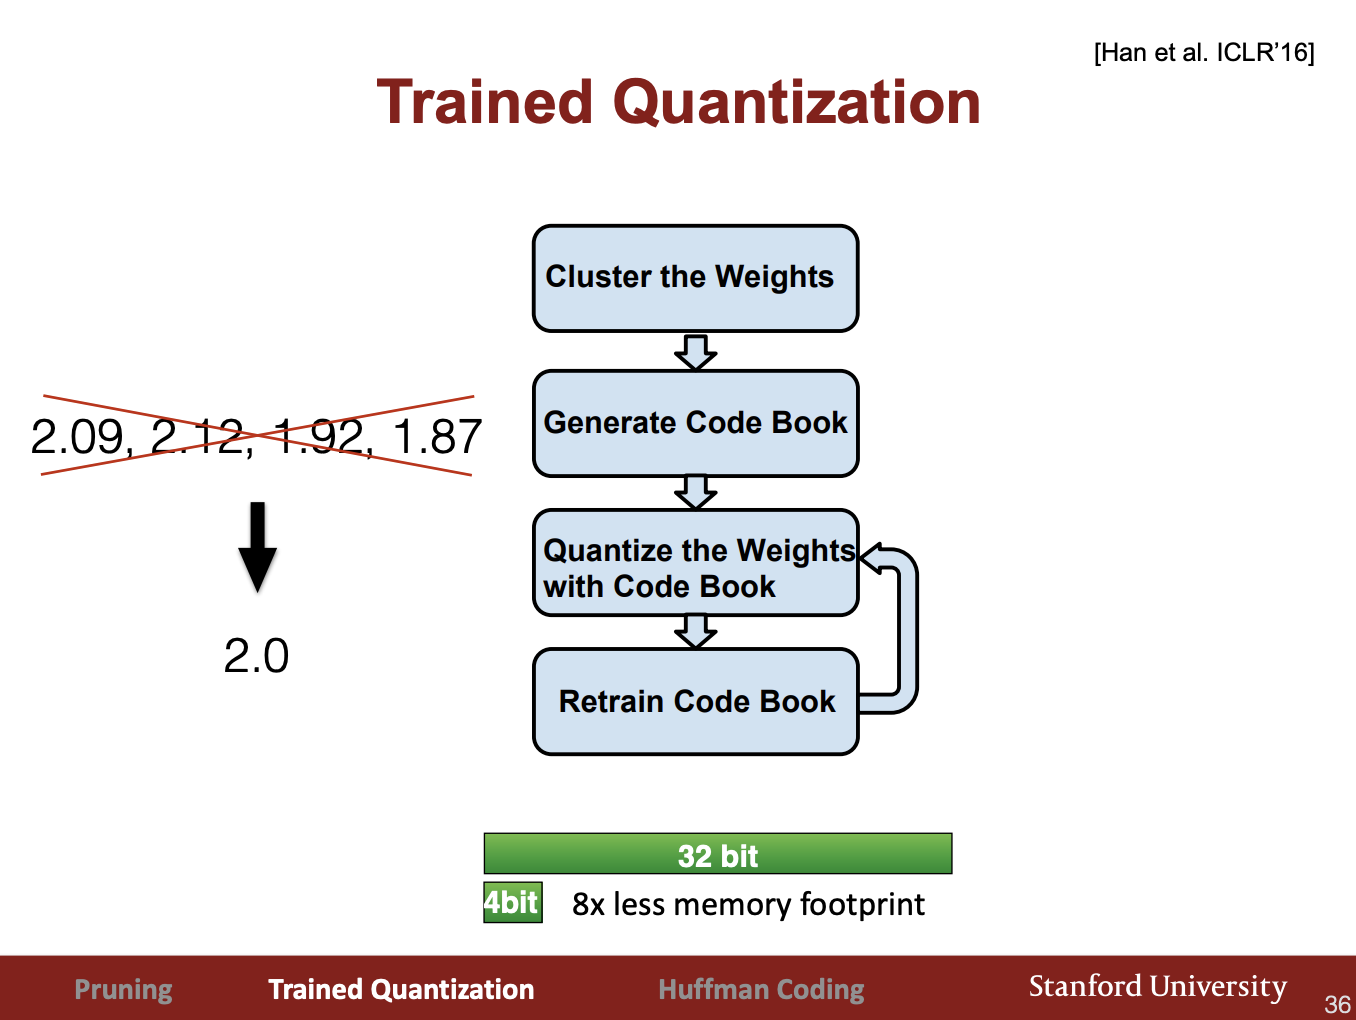 [Han et al. ICLR’16]
Trained Quantization
Cluster the Weights
Generate Code Book
2.09, 2.12, 1.92, 1.87
Quantize the Weights
with Code Book
2.0
Retrain Code Book
32 bit
4bit
8x less memory footprint
Pruning
Trained Quantization
Huffman Coding
Stanford University
36